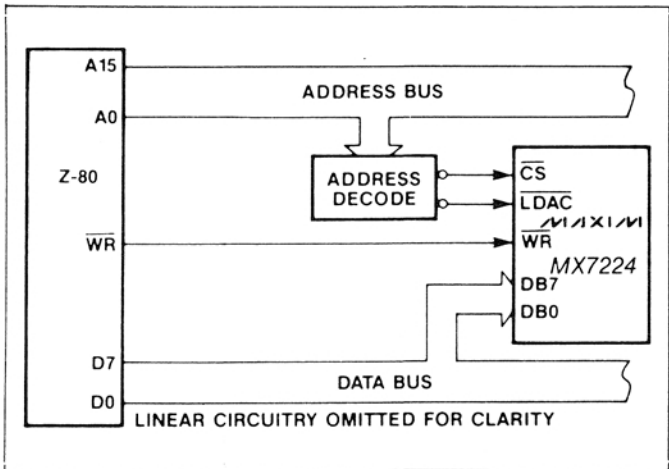 A15
ADDRESS BUS
A0
Z-80
ADDRESS
DECODE
CS
LDAC
MAXIM
WR
WR
MX7224
DB7
DB0
D7
DATA BUS
D0
LINEAR CIRCUITRY OMITTED FOR CLARITY